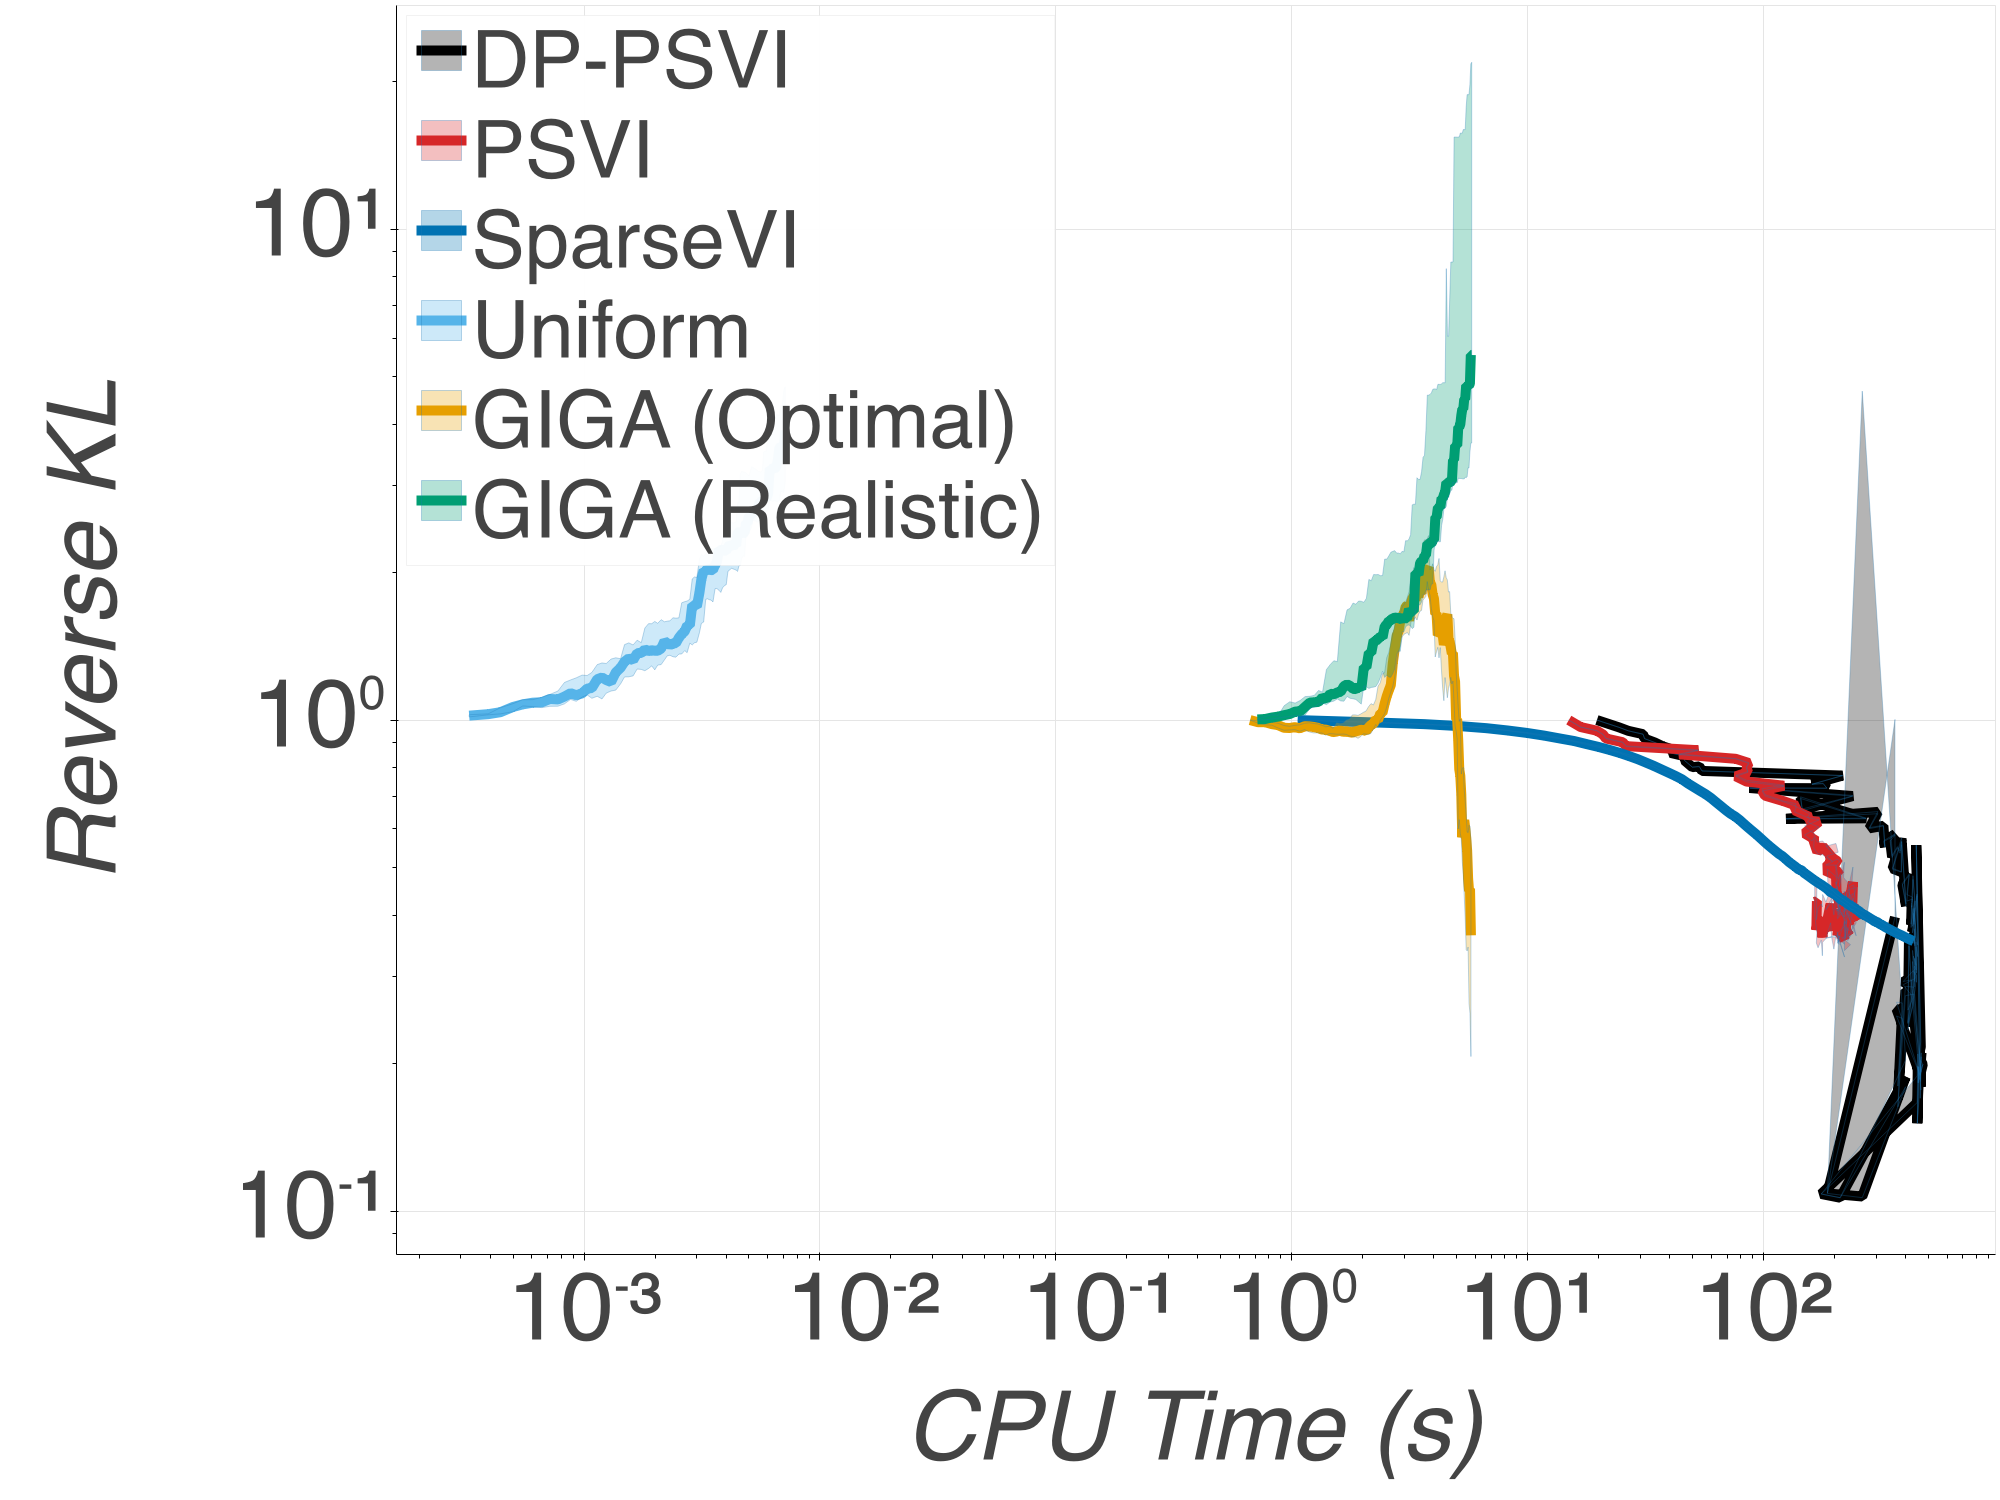 DP-PSVI
PSVI
SparseVI
Uniform
GIGA (Optimal)
GIGA (Realistic)
10¹
10⁰
10⁻¹
Reverse KL
10⁻³ 10⁻² 10⁻¹ 10⁰ 10¹ 10²
CPU Time (s)